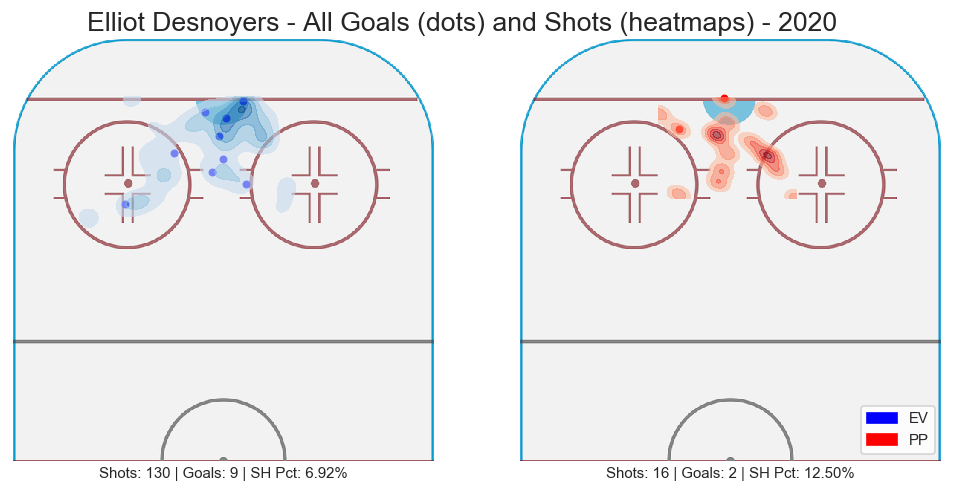 Elliot Desnoyers - All Goals (dots) and Shots (heatmaps) - 2020
EV
PP
Shots: 130 | Goals: 9 | SH Pct: 6.92%
Shots: 16 | Goals: 2 | SH Pct: 12.50%